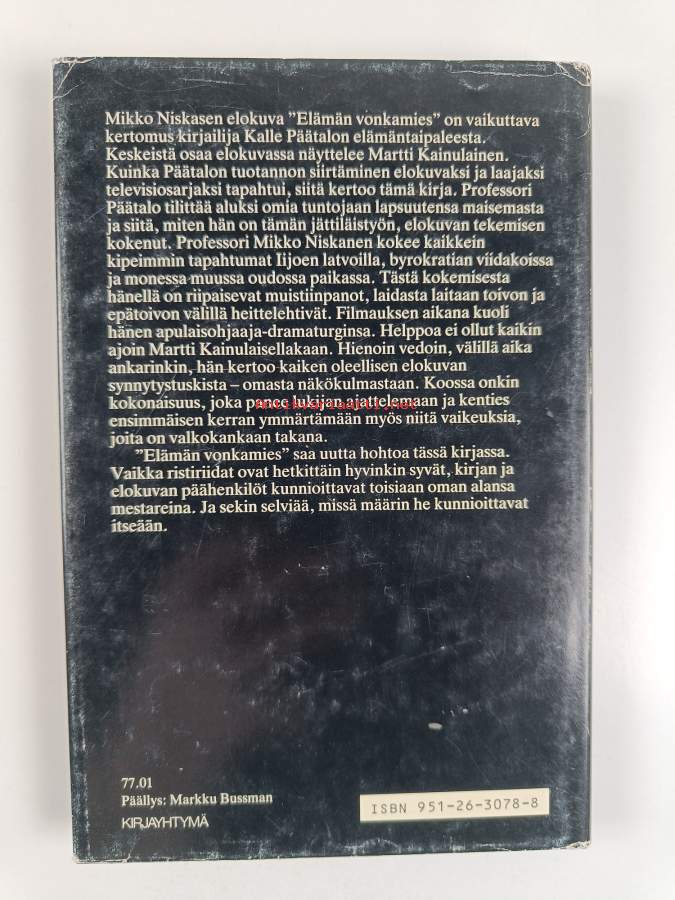 Mikko Niskasen elokuva ”Elämän vonkamies” on vaikuttava
kertomus kirjailija Kalle Päätalon elämäntaipaleesta.
Keskeistä osaa elokuvassa näyttelee Martti Kainulainen.
Kuinka Päätalon tuotannon siirtäminen elokuvaksi ja laajaksi
televisiosarjaksi tapahtui, siitä kertoo tämä kirja. Professori
Päätalo tilittää aluksi omia tuntojaan lapsuutensa maisemasta
ja siitä, miten hän on tämän jättiläistyön, elokuvan tekemisen
kokenut. Professori Mikko Niskanen kokee kaikkein
kipeimmin tapahtumat Iijoen latvoilla, byrokratian viidakoissa
ja monessa muussa oudossa paikassa. Tästä kokemisesta
hänellä on riipaisevat muistiinpanot, laidasta laitaan toivon ja
epätoivon välillä heittelehtivät. Filmauksen aikana kuoli
hänen apulaisohjaaja-dramaturginsa. Helppoa ei ollut kaikin
ajoin Martti Kainulaisellakaan. Hienoin vedoin, välillä aika
ankarinkin, hän kertoo kaiken oleellisen elokuvan
synnytystuskista – omasta näkökulmastaan. Koossa onkin
kokonaisuus, joka panee lukijan ajattelemaan ja kenties
antikvariaatti.net
ensimmäisen kerran ymmärtämään myös niitä vaikeuksia,
joita on valkokankaan takana.
”Elämän vonkamies” saa uutta hohtoa tässä kirjassa.
Vaikka ristiriidat ovat hetkittäin hyvinkin syvät, kirjan ja
elokuvan päähenkilöt kunnioittavat toisiaan oman alansa
mestareina. Ja sekin selviää, missä määrin he kunnioittavat
itseään.
77.01
Päällys: Markku Bussman
KIRJAYHTYMÄ
ISBN 951-26-3078-8